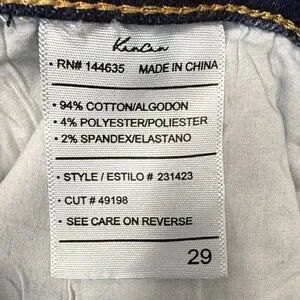 KanCan
• RN# 144635 MADE IN CHINA
• 94% COTTON/ALGODON
• 4% POLYESTER/POLIESTER
• 2% SPANDEX/ELASTANO
• STYLE / ESTILO # 231423
• CUT # 49198
• SEE CARE ON REVERSE
29